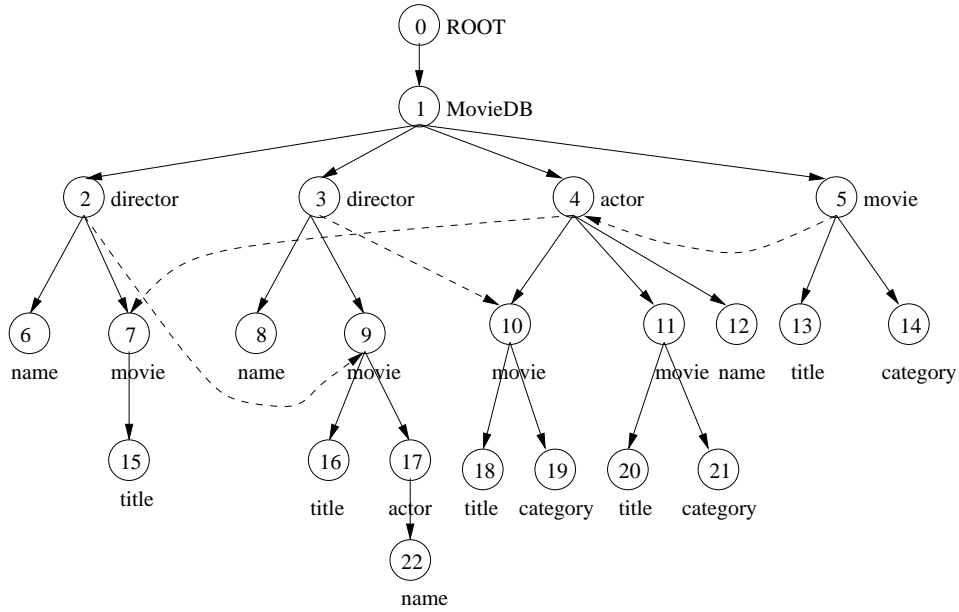 0 ROOT
1 MovieDB
2 director 3 director 4 actor 5 movie
6 7 8 9 10 11 12 13 14
name movie name movie movie movie name title category
15 16 17 18 19 20 21
title title actor title category title category
22
name